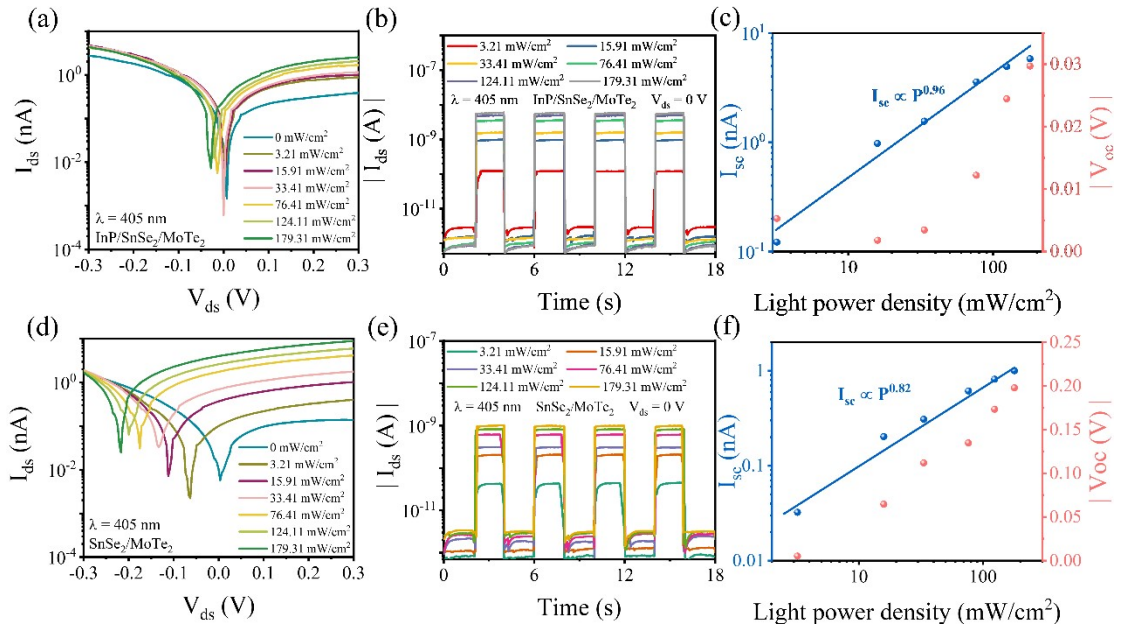 (a)
I_ds (nA)
10^0
10^-2
10^-4
0 mW/cm²
3.21 mW/cm²
15.91 mW/cm²
33.41 mW/cm²
76.41 mW/cm²
124.11 mW/cm²
179.31 mW/cm²
λ = 405 nm
InP/SnSe₂/MoTe₂
-0.3 -0.2 -0.1 0.0 0.1 0.2 0.3
V_ds (V)
(b)
| I_ds (A) |
10^-5
10^-7
10^-9
10^-11
3.21 mW/cm² 15.91 mW/cm²
33.41 mW/cm² 76.41 mW/cm²
124.11 mW/cm² 179.31 mW/cm²
λ = 405 nm InP/SnSe₂/MoTe₂ V_ds = 0 V
0 6 12 18
Time (s)
(c)
I_sc (nA)
10^1
10^0
10^-1
I_sc ∝ P^0.96
0.03
0.02
0.01
0.00
| V_oc (V) |
10 100
Light power density (mW/cm²)
(d)
I_ds (nA)
10^0
10^-2
10^-4
0 mW/cm²
3.21 mW/cm²
15.91 mW/cm²
33.41 mW/cm²
76.41 mW/cm²
124.11 mW/cm²
179.31 mW/cm²
λ = 405 nm
SnSe₂/MoTe₂
-0.3 -0.2 -0.1 0.0 0.1 0.2 0.3
V_ds (V)
(e)
| I_ds (A) |
10^-7
10^-9
10^-11
3.21 mW/cm² 15.91 mW/cm²
33.41 mW/cm² 76.41 mW/cm²
124.11 mW/cm² 179.31 mW/cm²
λ = 405 nm SnSe₂/MoTe₂ V_ds = 0 V
0 6 12 18
Time (s)
(f)
I_sc (nA)
1
0.1
0.01
I_sc ∝ P^0.82
0.25
0.20
0.15
0.10
0.05
0.00
| Voc (V) |
10 100
Light power density (mW/cm²)